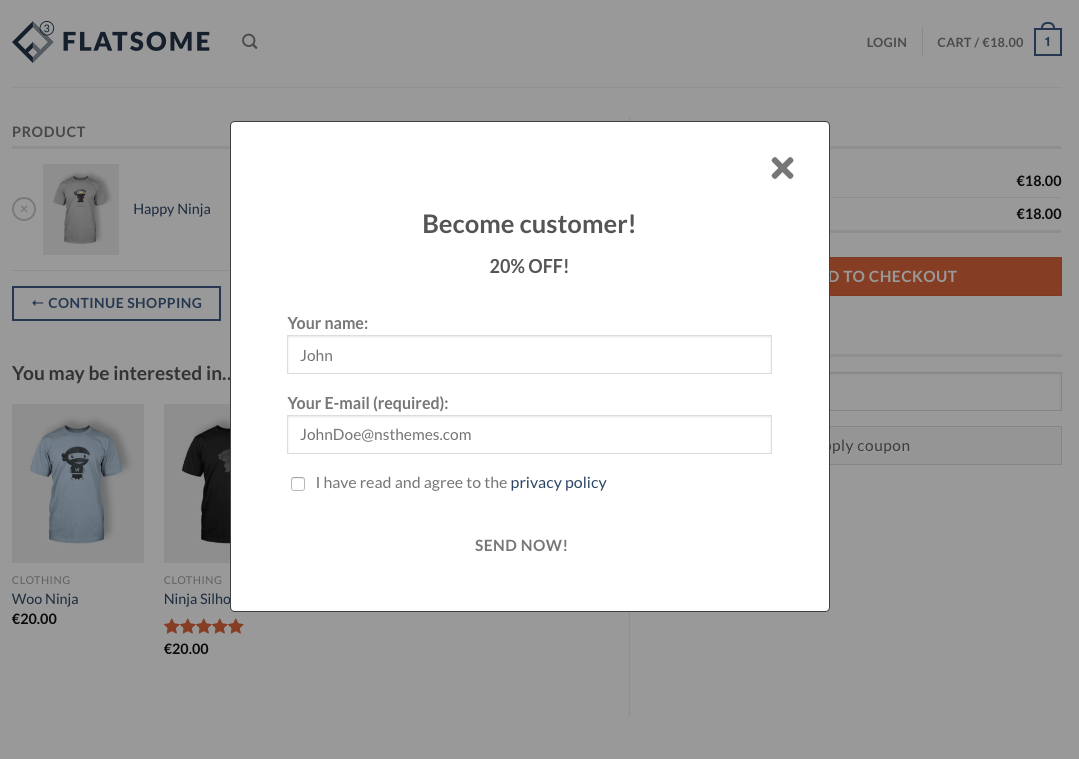 3
FLATSOME
LOGIN
CART / €18.00
1
PRODUCT
×
Happy Ninja
← CONTINUE SHOPPING
€18.00
€18.00
D TO CHECKOUT
Become customer!
20% OFF!
Your name:
John
Your E-mail (required):
JohnDoe@nsthemes.com
I have read and agree to the privacy policy
SEND NOW!
pply coupon
You may be interested in..
CLOTHING
Woo Ninja
€20.00
CLOTHING
Ninja Silho
€20.00